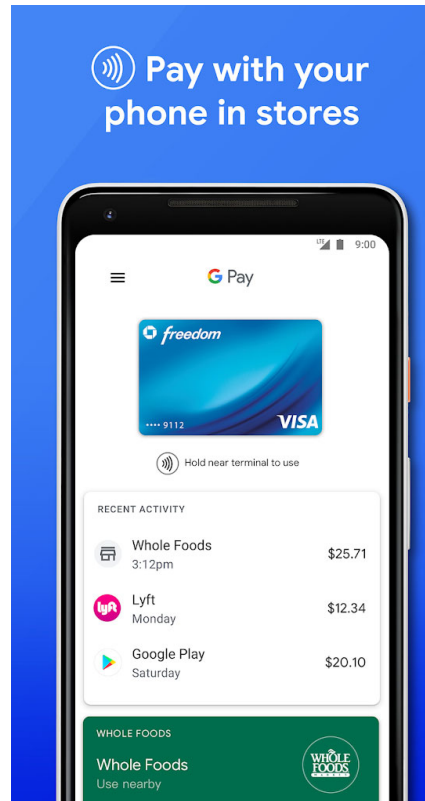 Pay with your
phone in stores
LTE 9:00
G Pay
freedom
•••• 9112
VISA
Hold near terminal to use
RECENT ACTIVITY
Whole Foods
$25.71
3:12pm
lyft
Lyft
$12.34
Monday
Google Play
$20.10
Saturday
WHOLE FOODS
Whole Foods
Use nearby
WHOLE
FOODS
MARKET